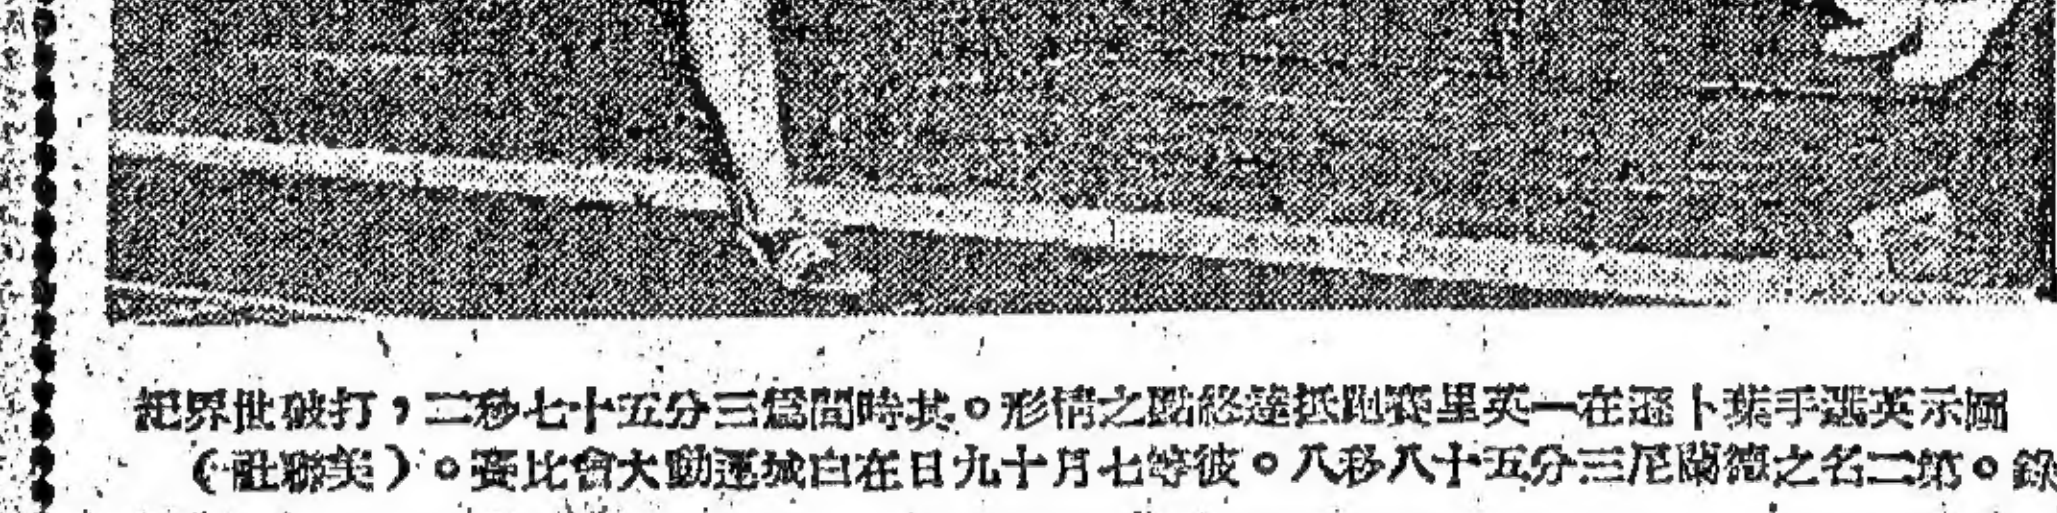 圖示英選手葉卜遜在一英里賽跑抵達終點之情形。其時間爲三分五十七秒二，打破世界紀
錄。第二名之德蘭尼三分五十八秒八。彼等七月十九日在白城運動大會比賽。（美聯社）